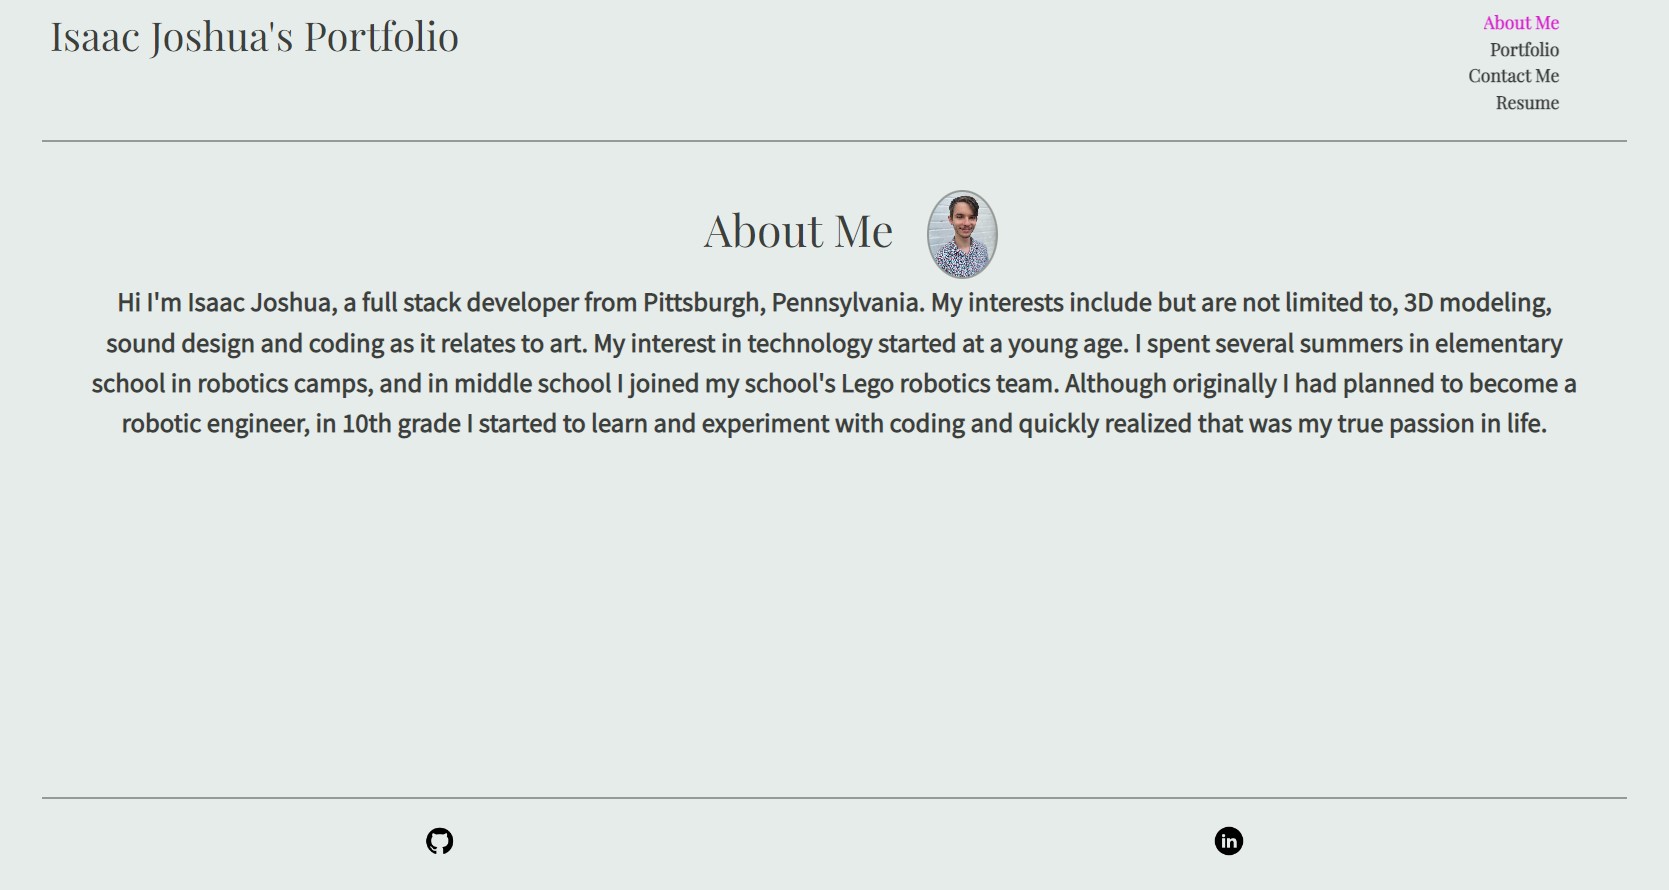 Isaac Joshua's Portfolio
About Me
Portfolio
Contact Me
Resume
About Me
Hi I'm Isaac Joshua, a full stack developer from Pittsburgh, Pennsylvania. My interests include but are not limited to, 3D modeling,
sound design and coding as it relates to art. My interest in technology started at a young age. I spent several summers in elementary
school in robotics camps, and in middle school I joined my school's Lego robotics team. Although originally I had planned to become a
robotic engineer, in 10th grade I started to learn and experiment with coding and quickly realized that was my true passion in life.
in